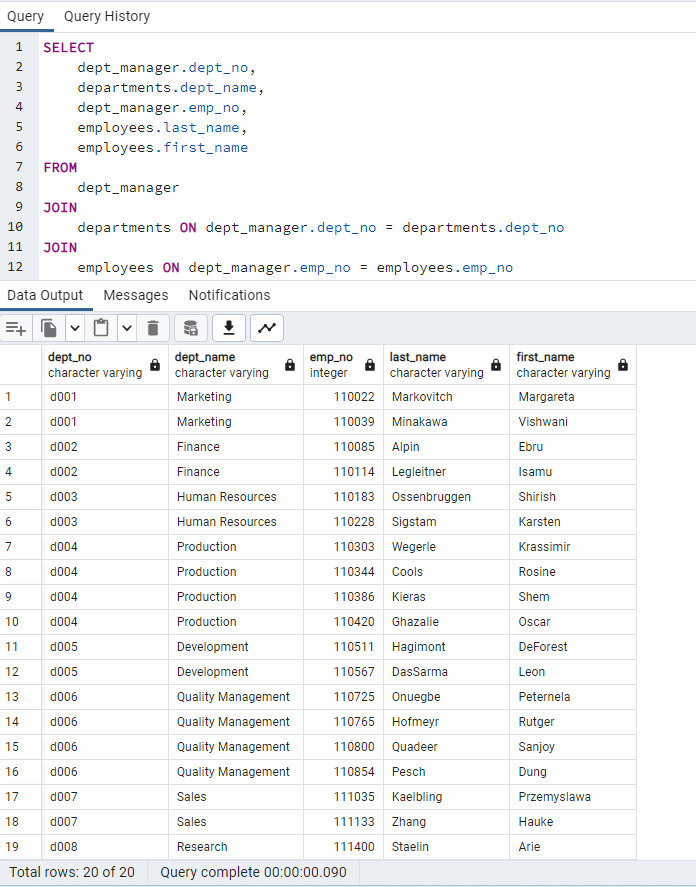 Query Query History
1 SELECT
2 dept_manager.dept_no,
3 departments.dept_name,
4 dept_manager.emp_no,
5 employees.last_name,
6 employees.first_name
7 FROM
8 dept_manager
9 JOIN
10 departments ON dept_manager.dept_no = departments.dept_no
11 JOIN
12 employees ON dept_manager.emp_no = employees.emp_no
Data Output Messages Notifications
dept_no dept_name emp_no last_name first_name
character varying character varying integer character varying character varying
1 d001 Marketing 110022 Markovitch Margareta
2 d001 Marketing 110039 Minakawa Vishwani
3 d002 Finance 110085 Alpin Ebru
4 d002 Finance 110114 Legleitner Isamu
5 d003 Human Resources 110183 Ossenbruggen Shirish
6 d003 Human Resources 110228 Sigstam Karsten
7 d004 Production 110303 Wegerle Krassimir
8 d004 Production 110344 Cools Rosine
9 d004 Production 110386 Kieras Shem
10 d004 Production 110420 Ghazalie Oscar
11 d005 Development 110511 Hagimont DeForest
12 d005 Development 110567 DasSarma Leon
13 d006 Quality Management 110725 Onuegbe Peternela
14 d006 Quality Management 110765 Hofmeyr Rutger
15 d006 Quality Management 110800 Quadeer Sanjoy
16 d006 Quality Management 110854 Pesch Dung
17 d007 Sales 111035 Kaelbling Przemyslawa
18 d007 Sales 111133 Zhang Hauke
19 d008 Research 111400 Staelin Arie
Total rows: 20 of 20 Query complete 00:00:00.090